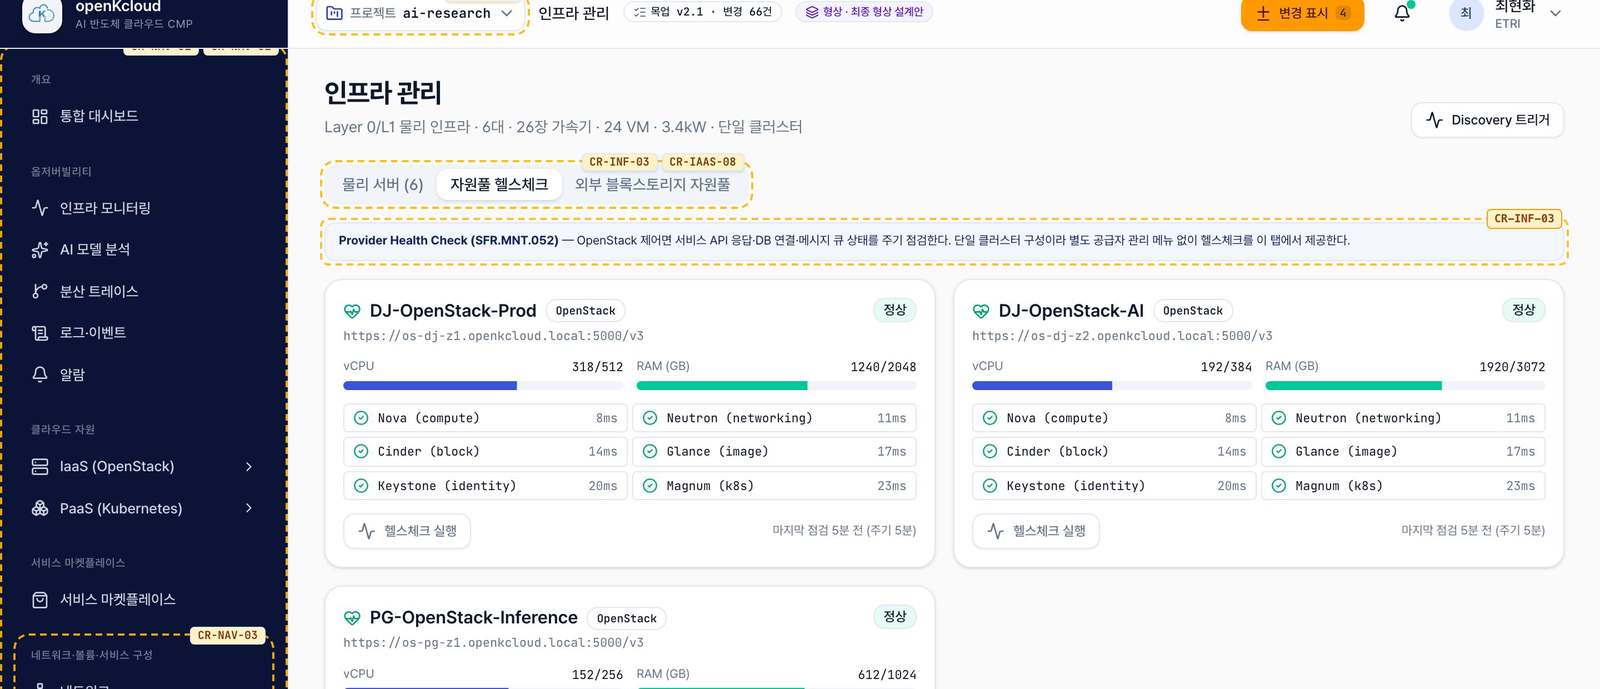 openKcloud
AI 반도체 클라우드 CMP
프로젝트 ai-research
인프라 관리
목업 v2.1 · 변경 66건
형상 · 최종 형상 설계안
변경 표시 4
최
최현화
ETRI
개요
통합 대시보드
옵저버빌리티
인프라 모니터링
AI 모델 분석
분산 트레이스
로그·이벤트
알람
클라우드 자원
IaaS (OpenStack)
PaaS (Kubernetes)
서비스 마켓플레이스
서비스 마켓플레이스
CR-NAV-03
네트워크·볼륨·서비스 구성
네트워크
인프라 관리
Layer 0/L1 물리 인프라 · 6대 · 26장 가속기 · 24 VM · 3.4kW · 단일 클러스터
Discovery 트리거
CR-INF-03 CR-IAAS-08
물리 서버 (6) 자원풀 헬스체크 외부 블록스토리지 자원풀
CR-INF-03
Provider Health Check (SFR.MNT.052) — OpenStack 제어면 서비스 API 응답·DB 연결·메시지 큐 상태를 주기 점검한다. 단일 클러스터 구성이라 별도 공급자 관리 메뉴 없이 헬스체크를 이 탭에서 제공한다.
DJ-OpenStack-Prod OpenStack 정상
https://os-dj-z1.openkcloud.local:5000/v3
vCPU 318/512 RAM (GB) 1240/2048
Nova (compute) 8ms Neutron (networking) 11ms
Cinder (block) 14ms Glance (image) 17ms
Keystone (identity) 20ms Magnum (k8s) 23ms
헬스체크 실행 마지막 점검 5분 전 (주기 5분)
DJ-OpenStack-AI OpenStack 정상
https://os-dj-z2.openkcloud.local:5000/v3
vCPU 192/384 RAM (GB) 1920/3072
Nova (compute) 8ms Neutron (networking) 11ms
Cinder (block) 14ms Glance (image) 17ms
Keystone (identity) 20ms Magnum (k8s) 23ms
헬스체크 실행 마지막 점검 5분 전 (주기 5분)
PG-OpenStack-Inference OpenStack 정상
https://os-pg-z1.openkcloud.local:5000/v3
vCPU 152/256 RAM (GB) 612/1024